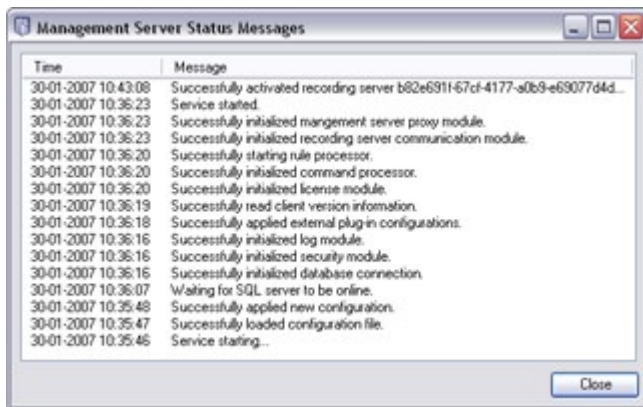 Management Server Status Messages
Time Message
30-01-2007 10:43:08 Successfully activated recording server b82e691f-67cf-4177-a0b9-e69077d4d...
30-01-2007 10:36:23 Service started.
30-01-2007 10:36:23 Successfully initialized mangement server proxy module.
30-01-2007 10:36:23 Successfully initialized recording server communication module.
30-01-2007 10:36:20 Successfully starting rule processor.
30-01-2007 10:36:20 Successfully initialized command processor.
30-01-2007 10:36:20 Successfully initialized license module.
30-01-2007 10:36:19 Successfully read client version information.
30-01-2007 10:36:18 Successfully applied external plug-in configurations.
30-01-2007 10:36:16 Successfully initialized log module.
30-01-2007 10:36:16 Successfully initialized security module.
30-01-2007 10:36:16 Successfully initialized database connection.
30-01-2007 10:36:07 Waiting for SQL server to be online.
30-01-2007 10:35:48 Successfully applied new configuration.
30-01-2007 10:35:47 Successfully loaded configuration file.
30-01-2007 10:35:46 Service starting...
Close